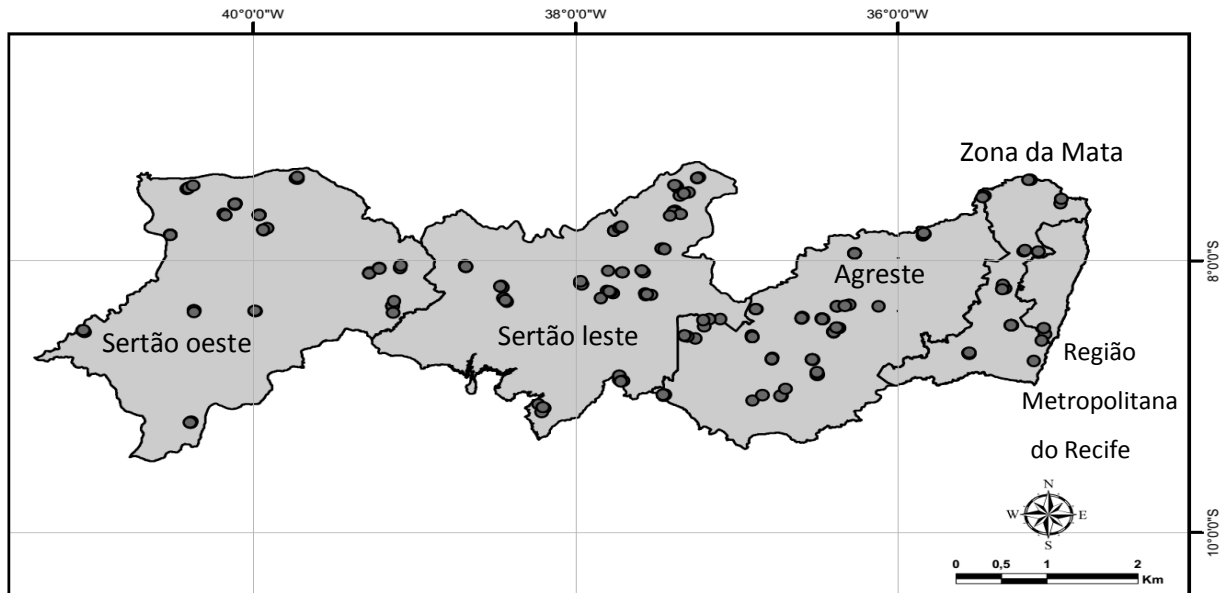 40°0'0"W
38°0'0"W
36°0'0"W
Zona da Mata
8°0'0"S
Agreste
Sertão oeste
Sertão leste
Região
Metropolitana
do Recife
N
W
E
S
10°0'0"S
0 0,5 1 2
Km